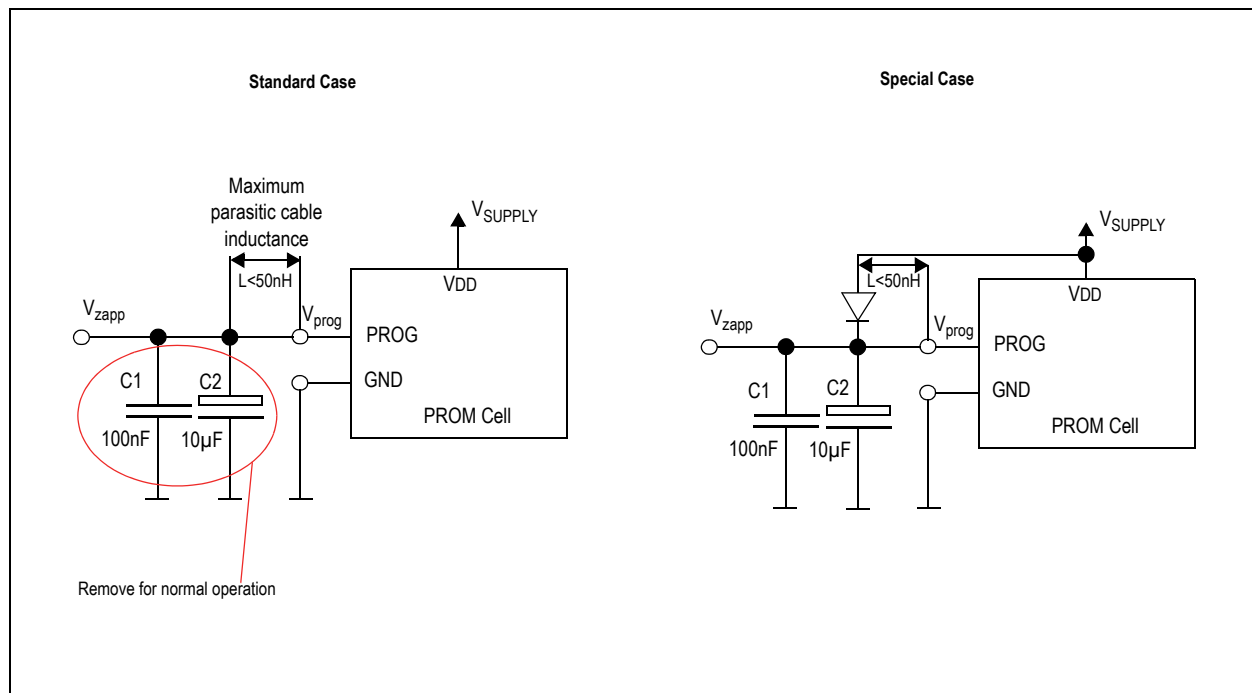 Standard Case
Maximum
parasitic cable
inductance
L<50nH
VSUPPLY
VDD
Vzapp
Vprog
PROG
GND
C1
C2
100nF
10µF
PROM Cell
Remove for normal operation
Special Case
VSUPPLY
L<50nH
VDD
Vzapp
Vprog
PROG
GND
C1
C2
100nF
10µF
PROM Cell